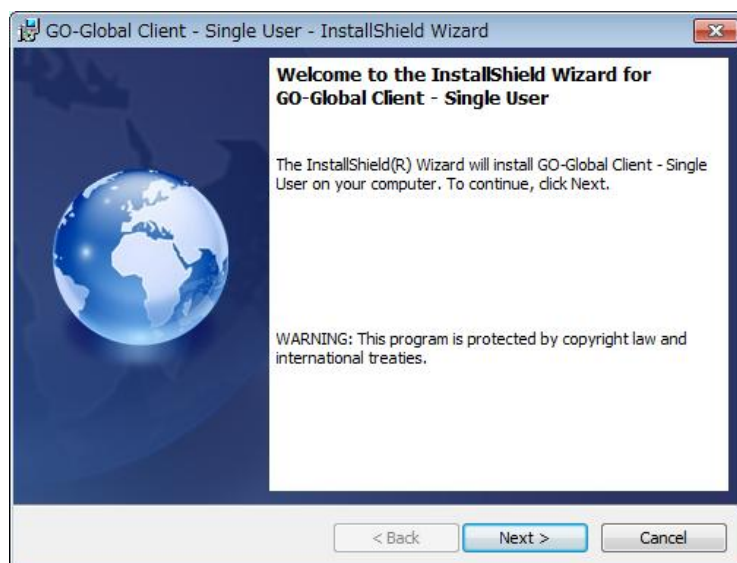 GO-Global Client - Single User - InstallShield Wizard
Welcome to the InstallShield Wizard for
GO-Global Client - Single User
The InstallShield(R) Wizard will install GO-Global Client - Single
User on your computer. To continue, click Next.
WARNING: This program is protected by copyright law and
international treaties.
< Back Next > Cancel